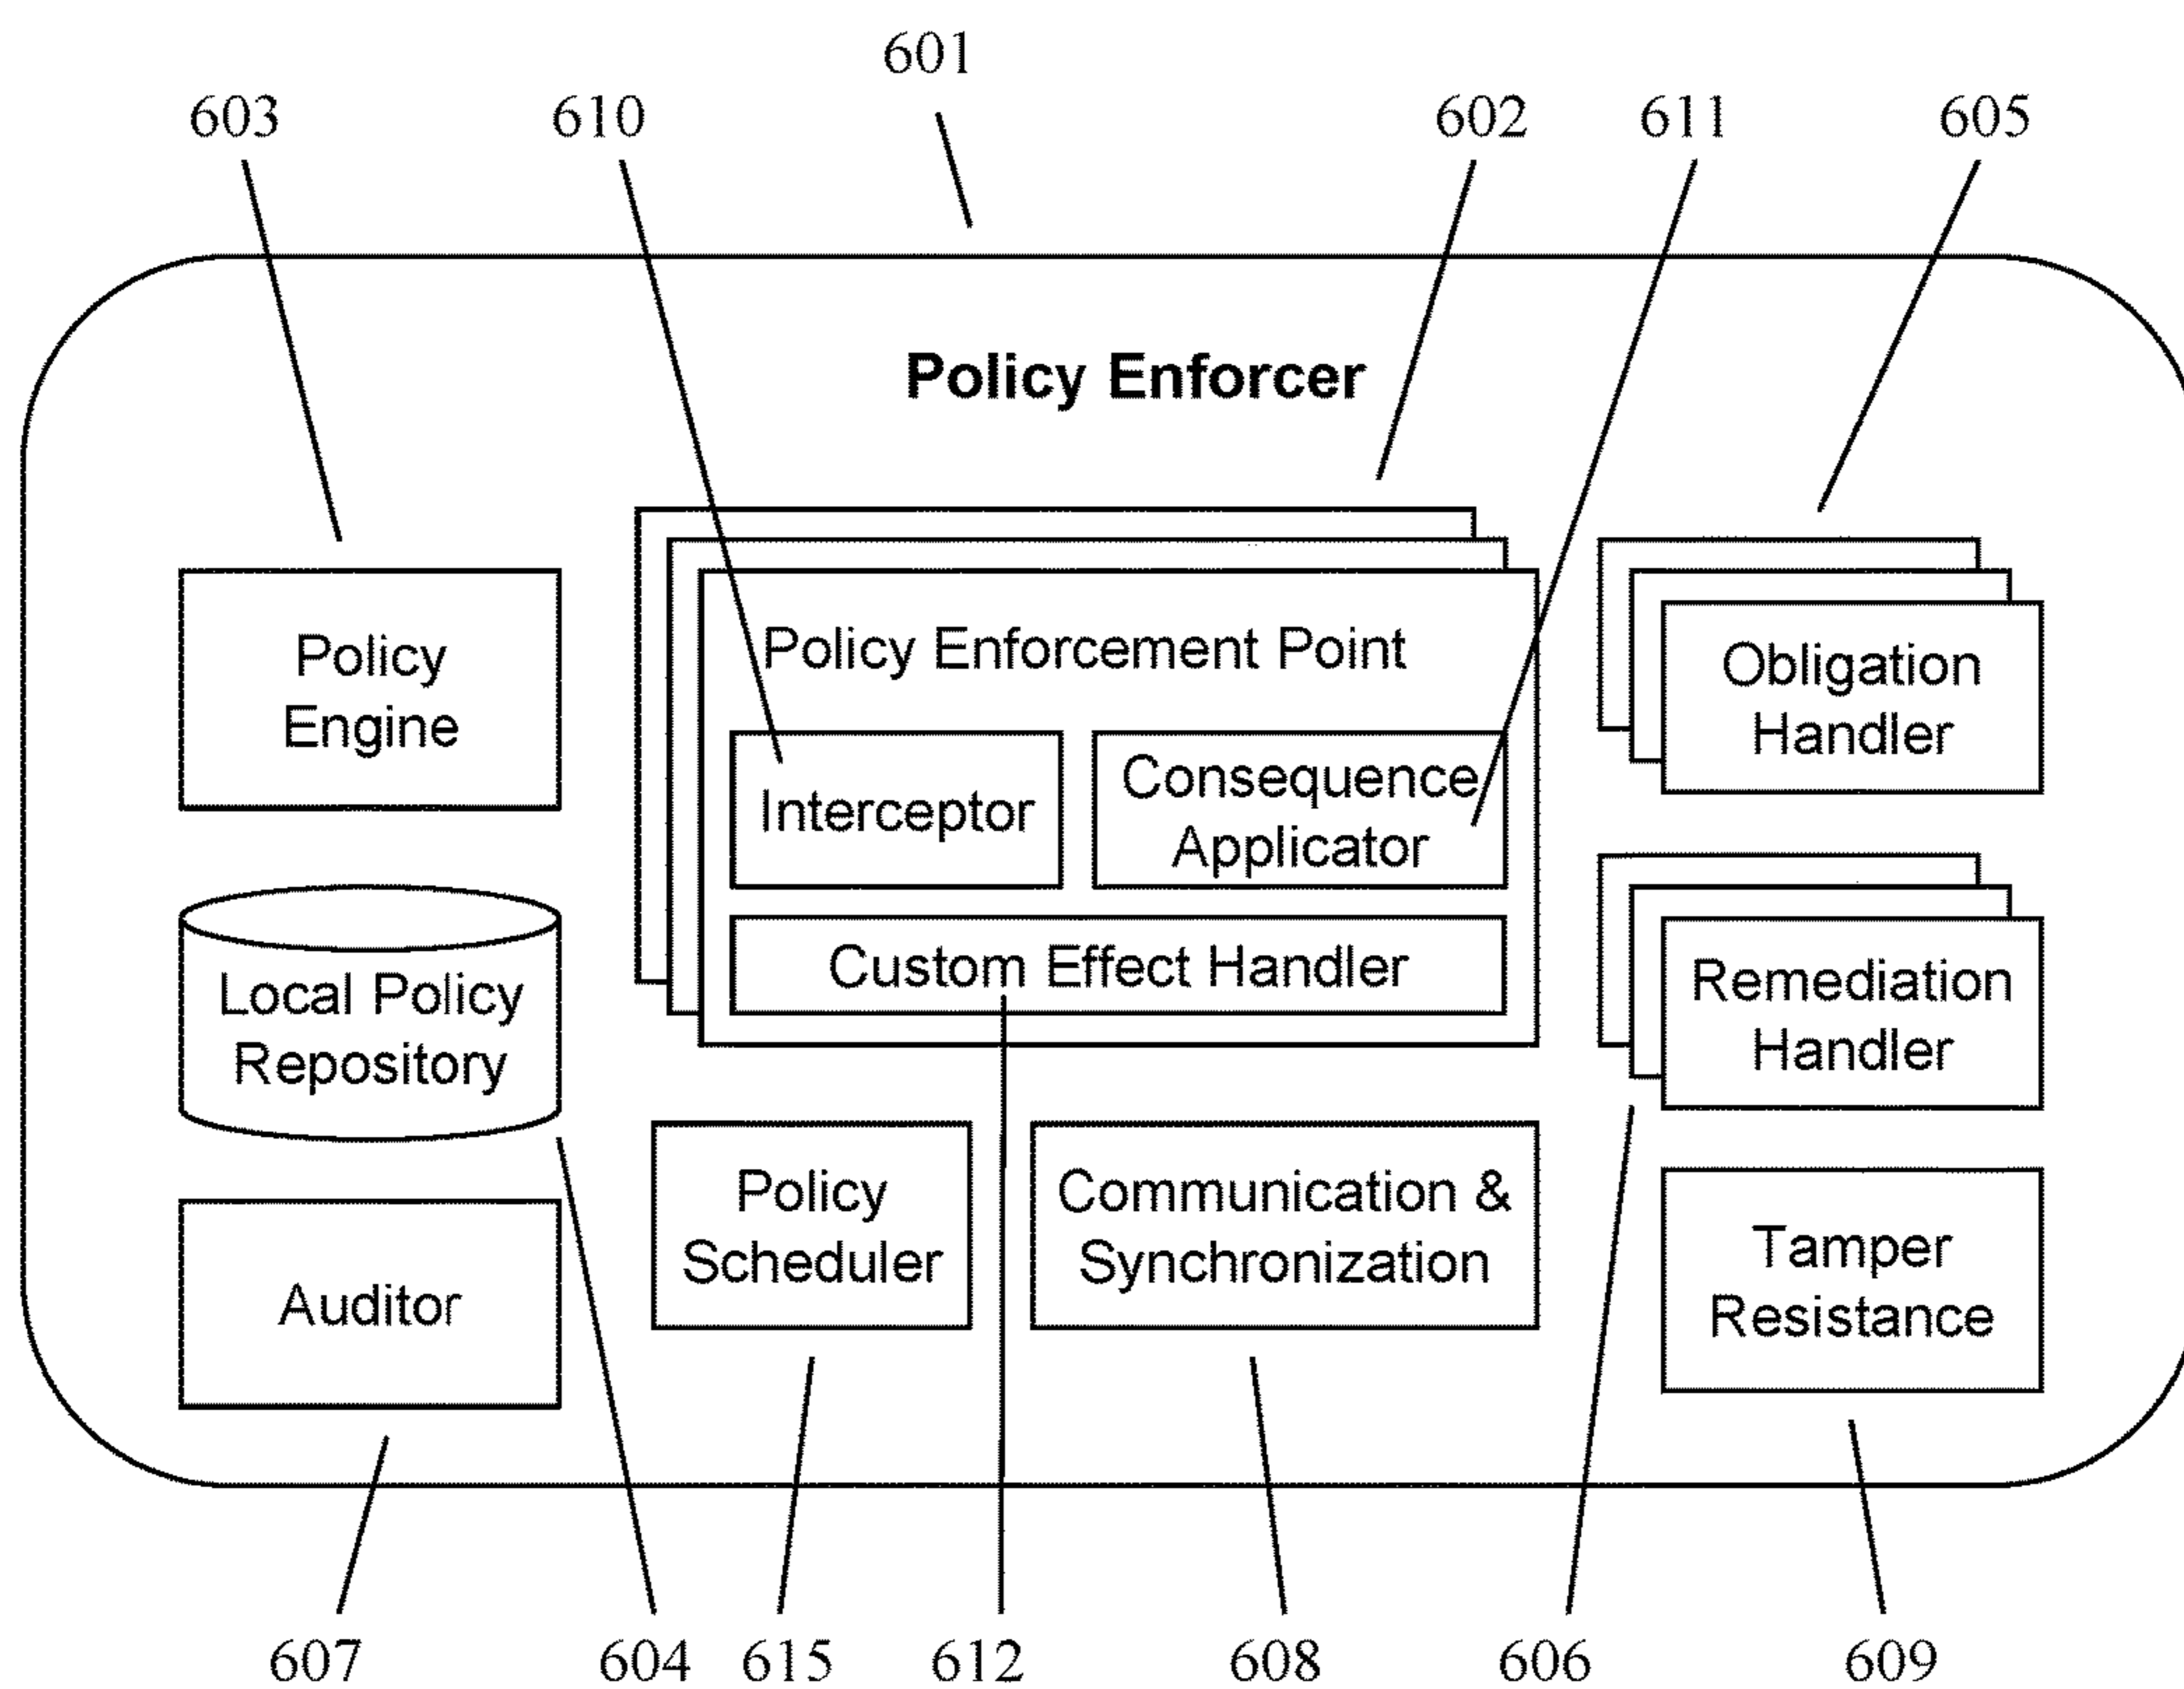 601
603 610 602 611 605
Policy Enforcer
Policy
Engine
Policy Enforcement Point
Interceptor
Consequence
Applicator
Custom Effect Handler
Obligation
Handler
Local Policy
Repository
Remediation
Handler
Auditor
Policy
Scheduler
Communication &
Synchronization
Tamper
Resistance
607 604 615 612 608 606 609